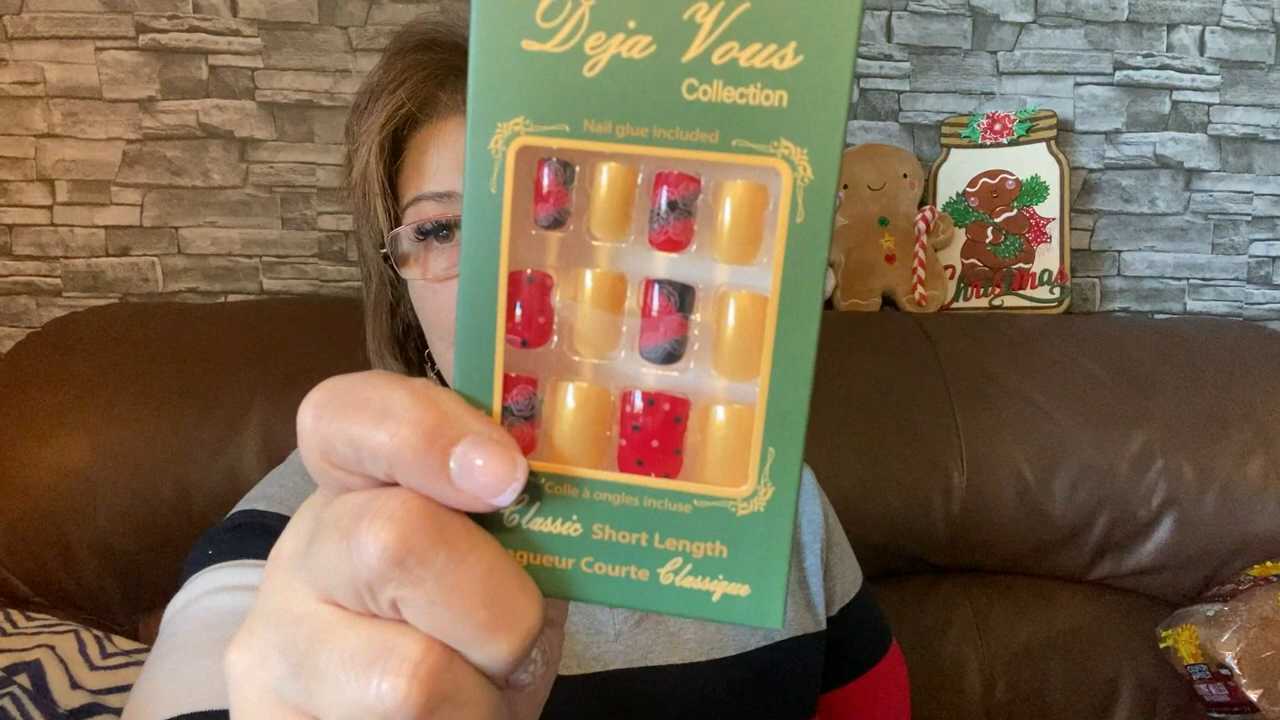 Deja Vous
Collection
Nail glue included
Colle à ongles incluse
Classic Short Length
gueur Courte Classique
Christmas